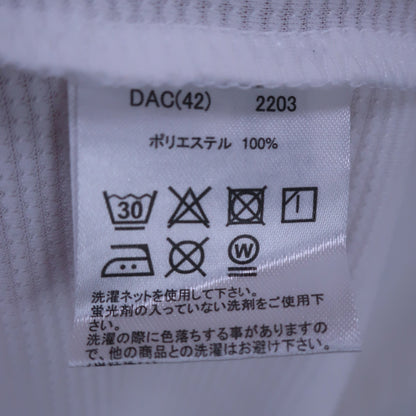 DAC(42) 2203
ポリエステル 100%
30
W
洗濯ネットを使用して下さい。
蛍光剤の入っていない洗剤をご使用下
さい。
洗濯の際に色落ちする事がありますの
で、他の商品との洗濯はお避け下さい。